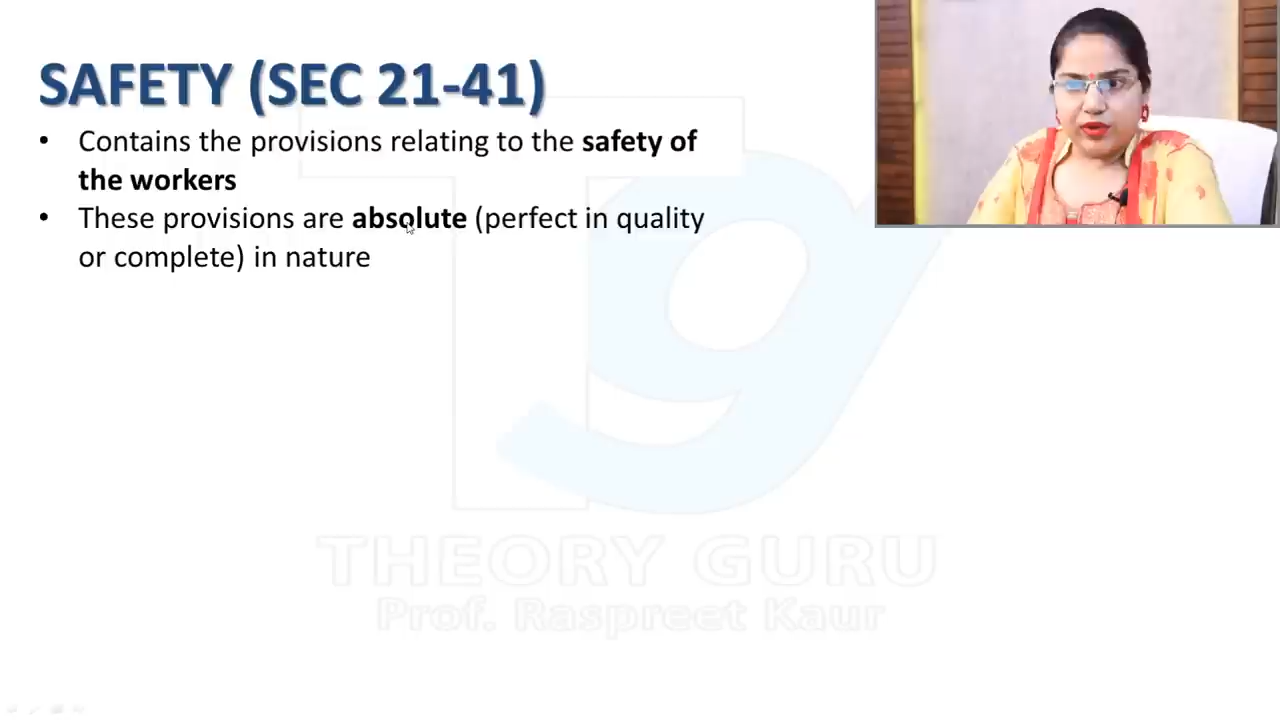 SAFETY (SEC 21-41)
• Contains the provisions relating to the safety of
the workers
• These provisions are absolute (perfect in quality
or complete) in nature
Tg
THEORY GURU
Prof. Raspreet Kaur